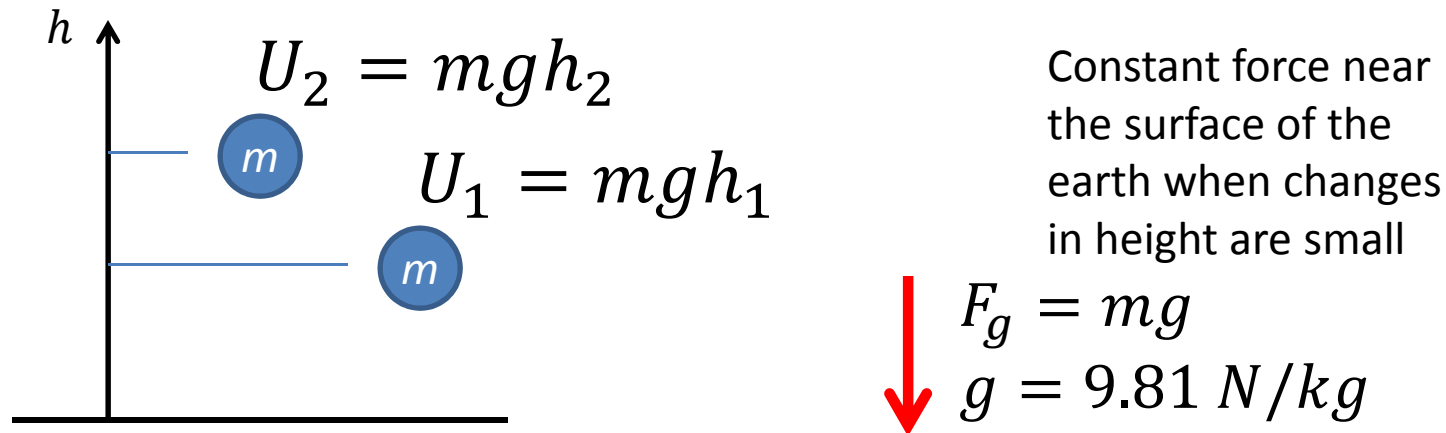 h
U₂ = mgh₂
m
U₁ = mgh₁
m
Constant force near
the surface of the
earth when changes
in height are small
F_g = mg
g = 9.81 N/kg